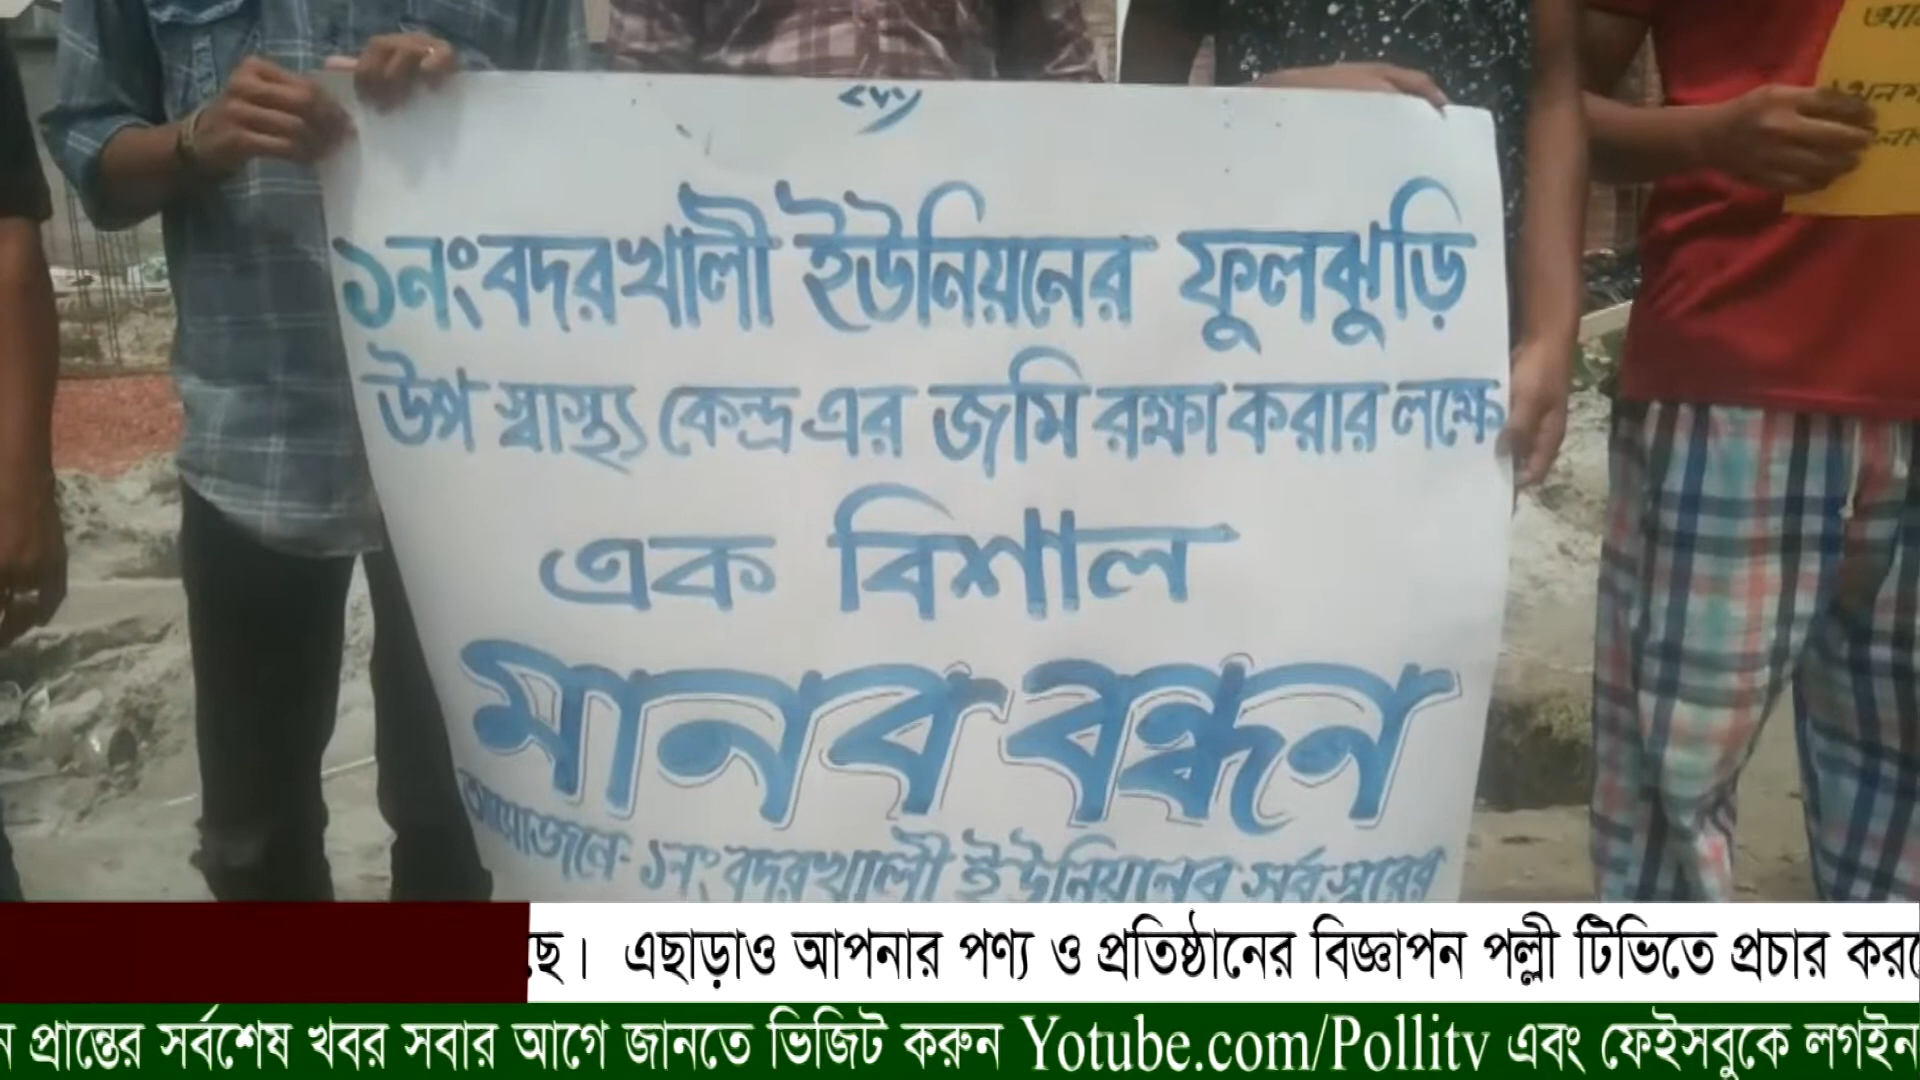 ১নং বদরখালী ইউনিয়নের ফুলঝুড়ি
উপ স্বাস্থ্য কেন্দ্র এর জমি রক্ষা করার লক্ষে
এক বিশাল
মানব বন্ধন
আয়োজনে- ১নং বদরখালী ইউনিয়নের সর্বস্তরের
ছে। এছাড়াও আপনার পণ্য ও প্রতিষ্ঠানের বিজ্ঞাপন পল্লী টিভিতে প্রচার
ন প্রান্তের সর্বশেষ খবর সবার আগে জানতে ভিজিট করুন Yotube.com/Pollitv এবং ফেইসবুকে লগইন